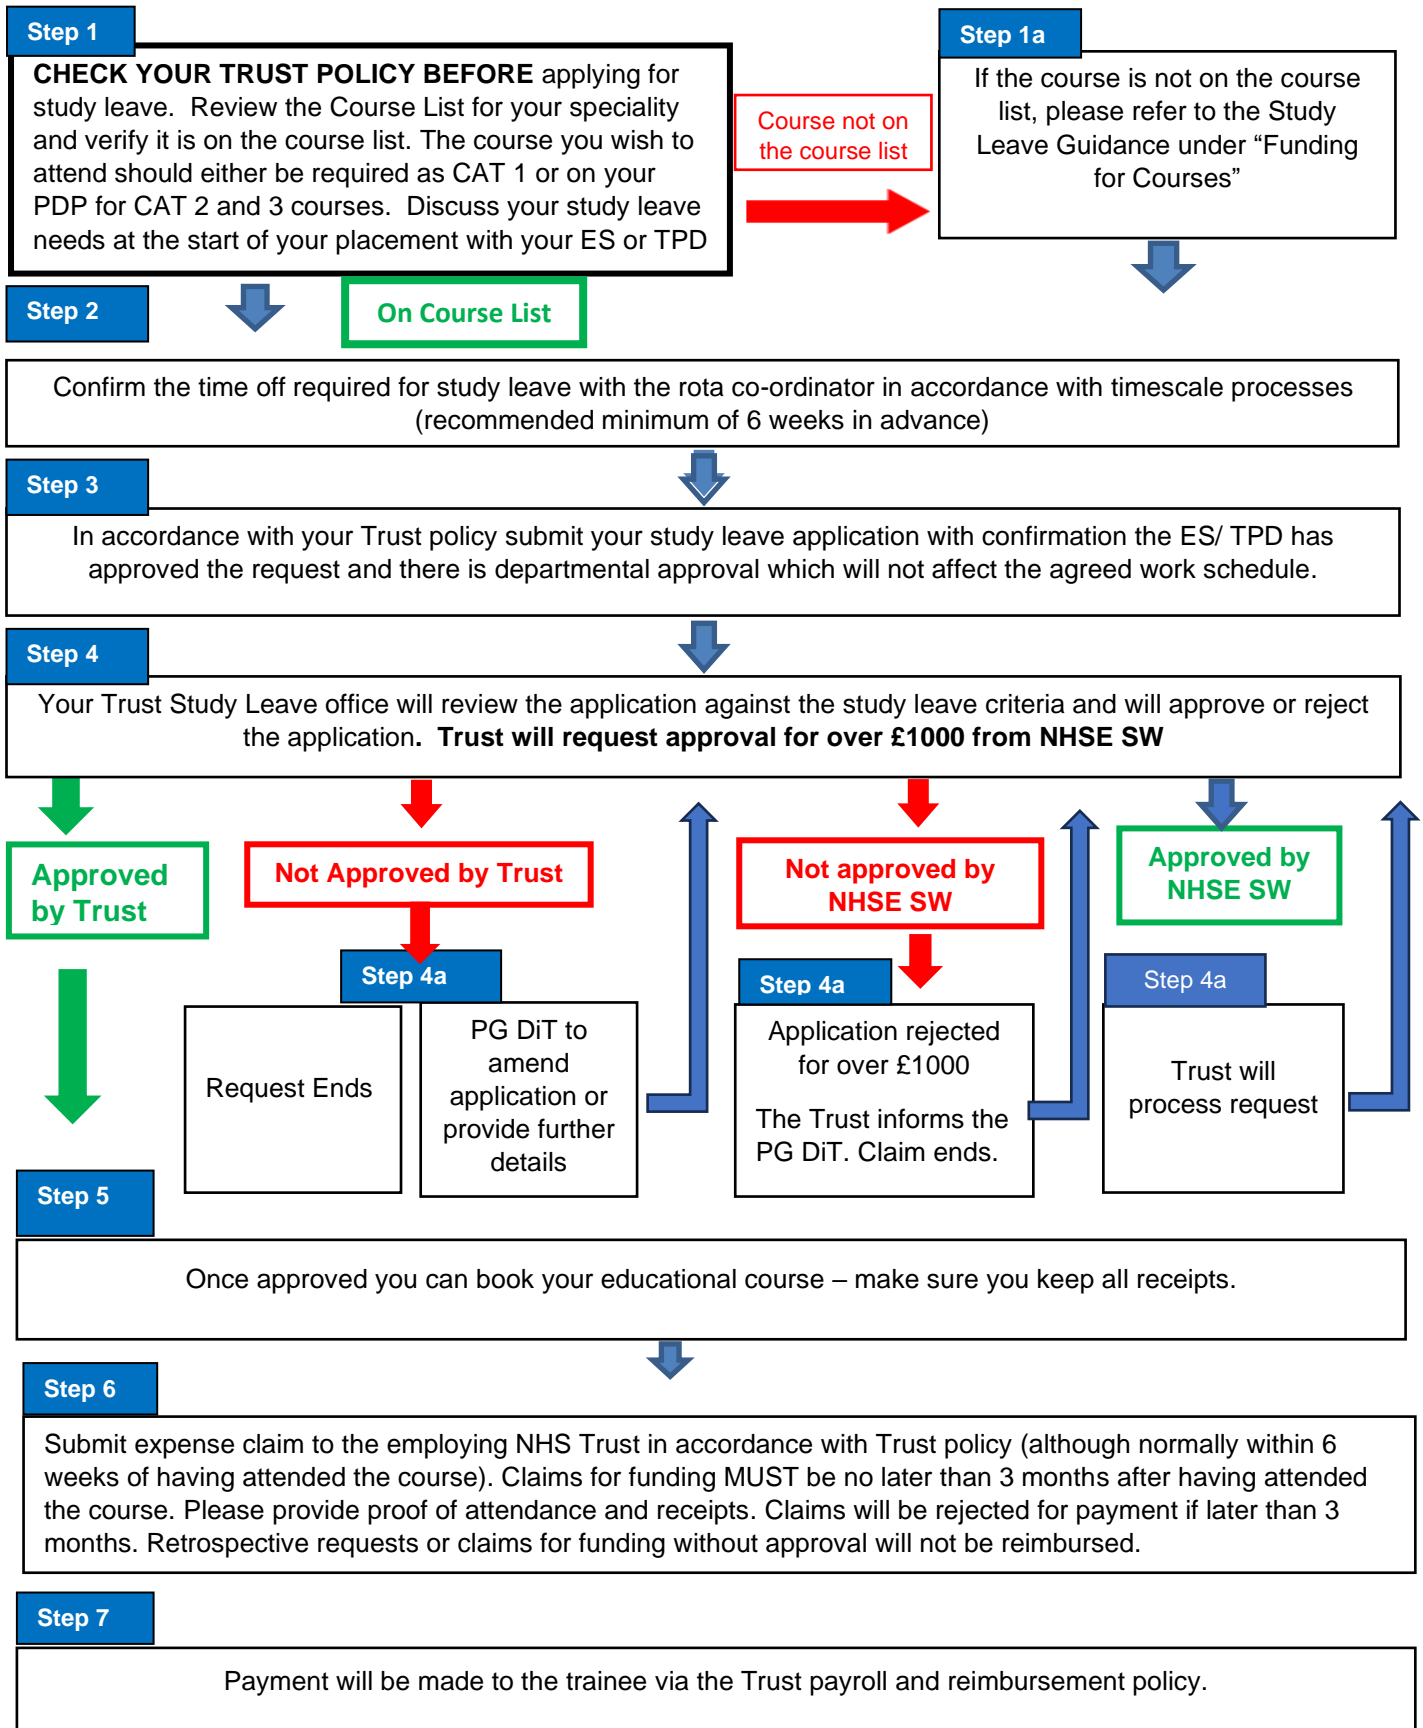 Step 1
CHECK YOUR TRUST POLICY BEFORE applying for
study leave. Review the Course List for your speciality
and verify it is on the course list. The course you wish to
attend should either be required as CAT 1 or on your
PDP for CAT 2 and 3 courses. Discuss your study leave
needs at the start of your placement with your ES or TPD
Course not on
the course list
Step 1a
If the course is not on the course
list, please refer to the Study
Leave Guidance under “Funding
for Courses”
Step 2
On Course List
Confirm the time off required for study leave with the rota co-ordinator in accordance with timescale processes
(recommended minimum of 6 weeks in advance)
Step 3
In accordance with your Trust policy submit your study leave application with confirmation the ES/ TPD has
approved the request and there is departmental approval which will not affect the agreed work schedule.
Step 4
Your Trust Study Leave office will review the application against the study leave criteria and will approve or reject
the application. Trust will request approval for over £1000 from NHSE SW
Approved
by Trust
Not Approved by Trust
Step 4a
Request Ends
PG DiT to
amend
application or
provide further
details
Not approved by
NHSE SW
Step 4a
Application rejected
for over £1000
The Trust informs the
PG DiT. Claim ends.
Approved by
NHSE SW
Step 4a
Trust will
process request
Step 5
Once approved you can book your educational course – make sure you keep all receipts.
Step 6
Submit expense claim to the employing NHS Trust in accordance with Trust policy (although normally within 6
weeks of having attended the course). Claims for funding MUST be no later than 3 months after having attended
the course. Please provide proof of attendance and receipts. Claims will be rejected for payment if later than 3
months. Retrospective requests or claims for funding without approval will not be reimbursed.
Step 7
Payment will be made to the trainee via the Trust payroll and reimbursement policy.